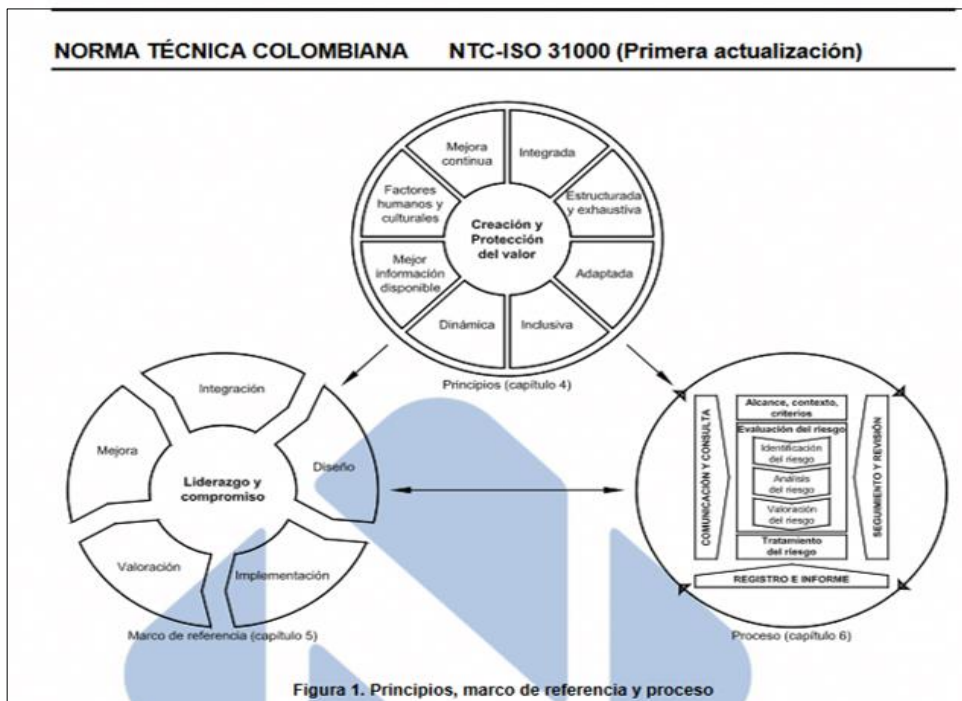 NORMA TÉCNICA COLOMBIANA NTC-ISO 31000 (Primera actualización)
Mejora
continua
Integrada
Estructurada
y exhaustiva
Adaptada
Inclusiva
Dinámica
Mejor
información
disponible
Factores
humanos y
culturales
Creación y
Protección
del valor
Principios (capítulo 4)
Integración
Diseño
Implementación
Valoración
Mejora
Liderazgo y
compromiso
Marco de referencia (capítulo 5)
COMUNICACIÓN Y CONSULTA
Alcance, contexto,
criterios
Evaluación del riesgo
Identificación
del riesgo
Análisis
del riesgo
Valoración
del riesgo
Tratamiento
del riesgo
SEGUIMIENTO Y REVISIÓN
REGISTRO E INFORME
Proceso (capítulo 6)
Figura 1. Principios, marco de referencia y proceso